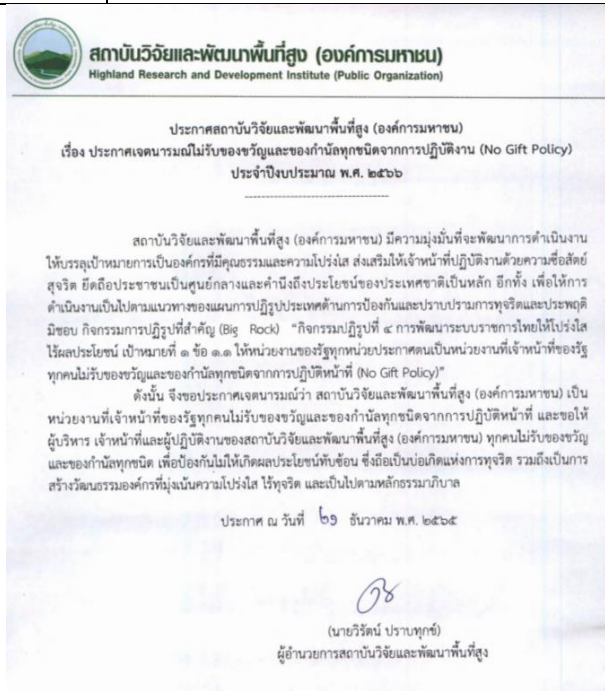 สถาบันวิจัยและพัฒนาพื้นที่สูง (องค์การมหาชน)
Highland Research and Development Institute (Public Organization)
ประกาศสถาบันวิจัยและพัฒนาพื้นที่สูง (องค์การมหาชน)
เรื่อง ประกาศเจตนารมณ์ไม่รับของขวัญและของกำนัลทุกชนิดจากการปฏิบัติงาน (No Gift Policy)
ประจำปีงบประมาณ พ.ศ. ๒๕๖๖
สถาบันวิจัยและพัฒนาพื้นที่สูง (องค์การมหาชน) มีความมุ่งมั่นที่จะพัฒนาการดำเนินงาน
ให้บรรลุเป้าหมายการเป็นองค์กรที่มีคุณธรรมและความโปร่งใส ส่งเสริมให้เจ้าหน้าที่ปฏิบัติงานด้วยความซื่อสัตย์
สุจริต ยึดถือประชาชนเป็นศูนย์กลางและคำนึงถึงประโยชน์ของประเทศชาติเป็นหลัก อีกทั้ง เพื่อให้การ
ดำเนินงานเป็นไปตามแนวทางของแผนการปฏิรูปประเทศด้านการป้องกันและปราบปรามการทุจริตและประพฤติ
มิชอบ กิจกรรมการปฏิรูปที่สำคัญ (Big Rock) “กิจกรรมปฏิรูปที่ ๔ การพัฒนาระบบราชการไทยให้โปร่งใส
ไร้ผลประโยชน์ เป้าหมายที่ ๑ ข้อ ๑.๑ ให้หน่วยงานของรัฐทุกหน่วยประกาศตนเป็นหน่วยงานที่เจ้าหน้าที่ของรัฐ
ทุกคนไม่รับของขวัญและของกำนัลทุกชนิดจากการปฏิบัติหน้าที่ (No Gift Policy)”
ดังนั้น จึงขอประกาศเจตนารมณ์ว่า สถาบันวิจัยและพัฒนาพื้นที่สูง (องค์การมหาชน) เป็น
หน่วยงานที่เจ้าหน้าที่ของรัฐทุกคนไม่รับของขวัญและของกำนัลทุกชนิดจากการปฏิบัติหน้าที่ และขอให้
ผู้บริหาร เจ้าหน้าที่และผู้ปฏิบัติงานของสถาบันวิจัยและพัฒนาพื้นที่สูง (องค์การมหาชน) ทุกคนไม่รับของขวัญ
และของกำนัลทุกชนิด เพื่อป้องกันไม่ให้เกิดผลประโยชน์ทับซ้อน ซึ่งถือเป็นบ่อเกิดแห่งการทุจริต รวมถึงเป็นการ
สร้างวัฒนธรรมองค์กรที่มุ่งเน้นความโปร่งใส ไร้ทุจริต และเป็นไปตามหลักธรรมาภิบาล
ประกาศ ณ วันที่ ๒๑ ธันวาคม พ.ศ. ๒๕๖๕
(นายวิรัตน์ ปราบทุกข์)
ผู้อำนวยการสถาบันวิจัยและพัฒนาพื้นที่สูง